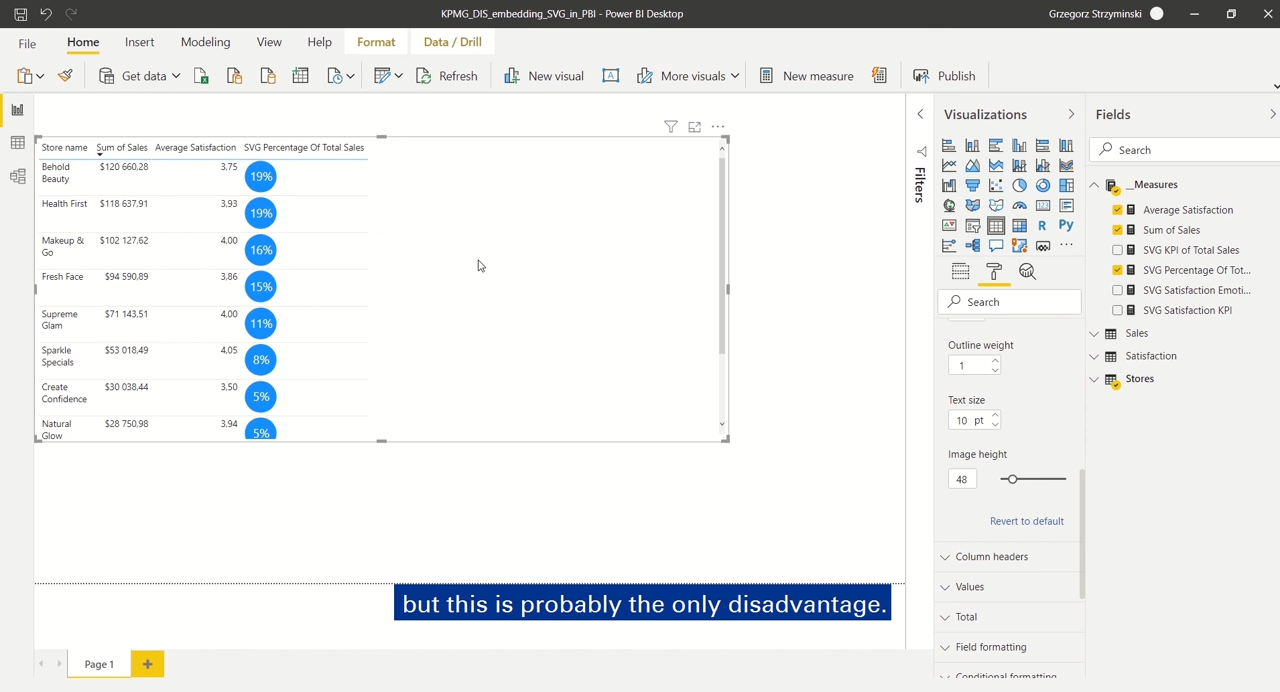 KPMG_DIS_embedding_SVG_in_PBI - Power BI Desktop
Grzegorz Strzyminski
File Home Insert Modeling View Help Format Data / Drill
Get data Refresh New visual A More visuals New measure Publish
Store name Sum of Sales Average Satisfaction SVG Percentage Of Total Sales
Behold Beauty $120 660,28 3,75 19%
Health First $118 637,91 3,93 19%
Makeup & Go $102 127,62 4,00 16%
Fresh Face $94 590,89 3,86 15%
Supreme Glam $71 143,51 4,00 11%
Sparkle Specials $53 018,49 4,05 8%
Create Confidence $30 038,44 3,50 5%
Natural Glow $28 750,98 3,94 5%
Filters
Visualizations
R Py
Search
Outline weight
1
Text size
10 pt
Image height
48
Revert to default
Column headers
Values
Total
Field formatting
Conditional formatting
Fields
Search
__Measures
Average Satisfaction
Sum of Sales
SVG KPI of Total Sales
SVG Percentage Of Tot...
SVG Satisfaction Emoti...
SVG Satisfaction KPI
Sales
Satisfaction
Stores
but this is probably the only disadvantage.
Page 1